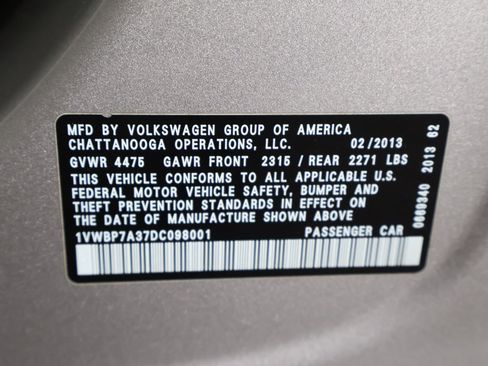 MFD BY VOLKSWAGEN GROUP OF AMERICA
CHATTANOOGA OPERATIONS, LLC. 02/2013
GVWR 4475 GAWR FRONT 2315 / REAR 2271 LBS
THIS VEHICLE CONFORMS TO ALL APPLICABLE U.S.
FEDERAL MOTOR VEHICLE SAFETY, BUMPER AND
THEFT PREVENTION STANDARDS IN EFFECT ON
THE DATE OF MANUFACTURE SHOWN ABOVE
1VWBP7A37DC098001 PASSENGER CAR
0669340 2013 62